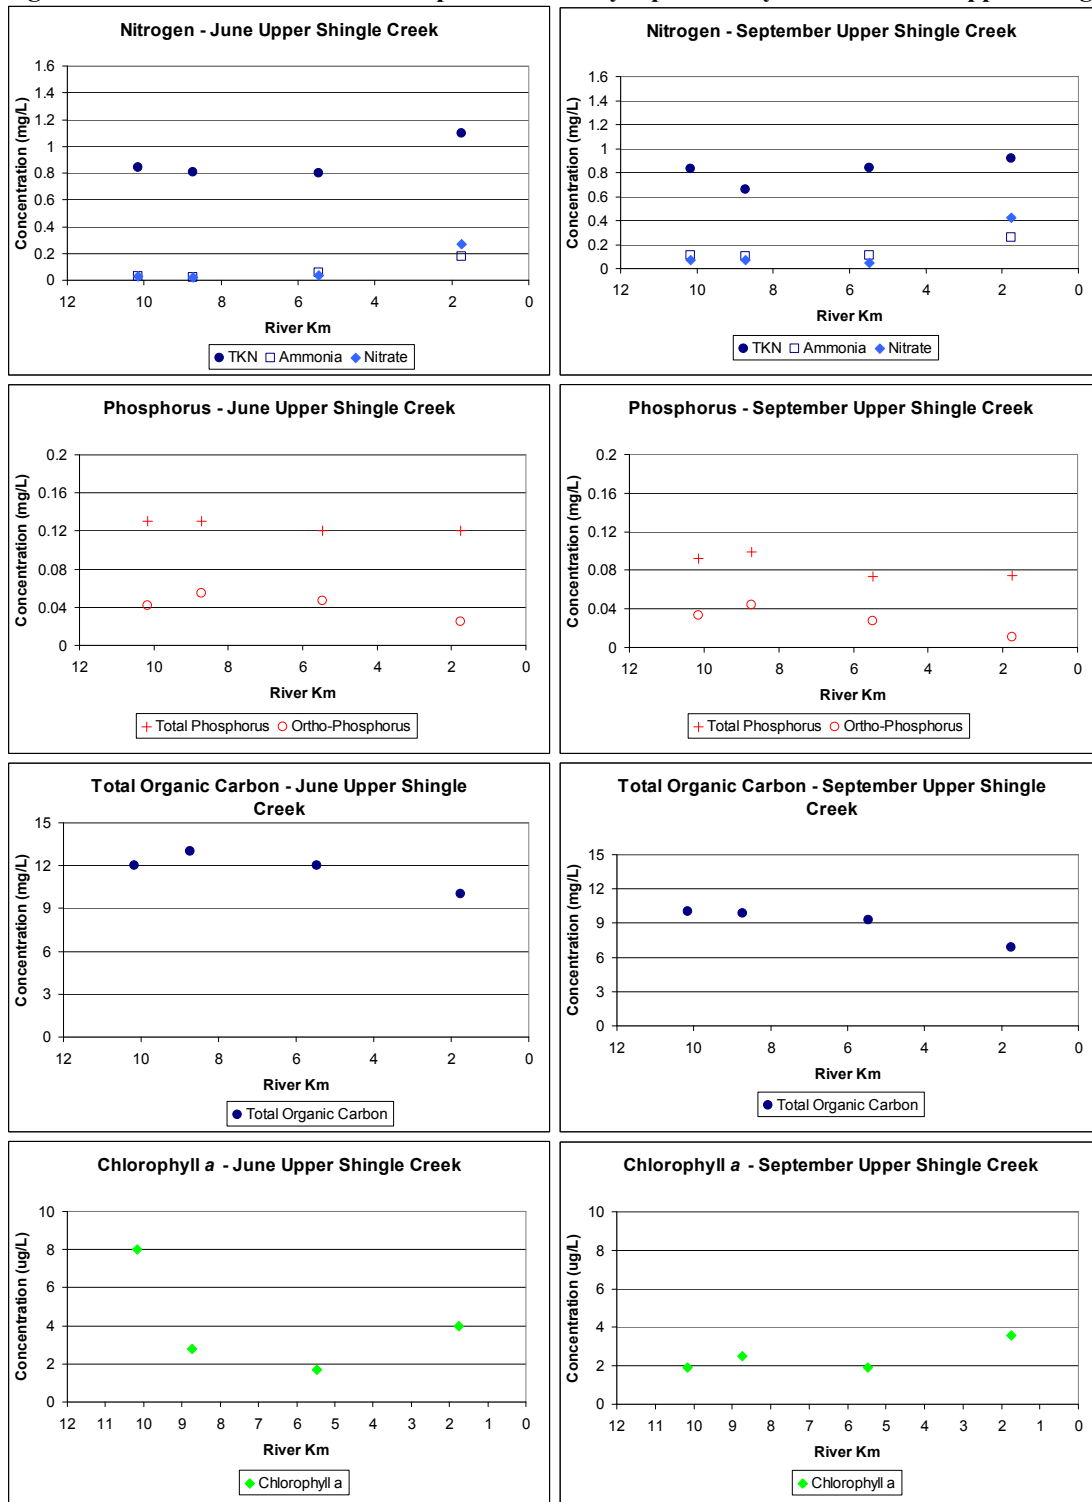 Nitrogen - June Upper Shingle Creek
Concentration (mg/L)
1.6
1.4
1.2
1
0.8
0.6
0.4
0.2
0
12 10 8 6 4 2 0
River Km
TKN Ammonia Nitrate
Nitrogen - September Upper Shingle Creek
Concentration (mg/L)
1.6
1.4
1.2
1
0.8
0.6
0.4
0.2
0
12 10 8 6 4 2 0
River Km
TKN Ammonia Nitrate
Phosphorus - June Upper Shingle Creek
Concentration (mg/L)
0.2
0.16
0.12
0.08
0.04
0
12 10 8 6 4 2 0
River Km
Total Phosphorus Ortho-Phosphorus
Phosphorus - September Upper Shingle Creek
Concentration (mg/L)
0.2
0.16
0.12
0.08
0.04
0
12 10 8 6 4 2 0
River Km
Total Phosphorus Ortho-Phosphorus
Total Organic Carbon - June Upper Shingle
Creek
Concentration (mg/L)
15
12
9
6
3
0
12 10 8 6 4 2 0
River Km
Total Organic Carbon
Total Organic Carbon - September Upper Shingle
Creek
Concentration (mg/L)
15
12
9
6
3
0
12 10 8 6 4 2 0
River Km
Total Organic Carbon
Chlorophyll a - June Upper Shingle Creek
Concentration (ug/L)
10
8
6
4
2
0
12 11 10 9 8 7 6 5 4 3 2 1 0
River Km
Chlorophyll a
Chlorophyll a - September Upper Shingle Creek
Concentration (ug/L)
10
8
6
4
2
0
12 11 10 9 8 7 6 5 4 3 2 1 0
River Km
Chlorophyll a